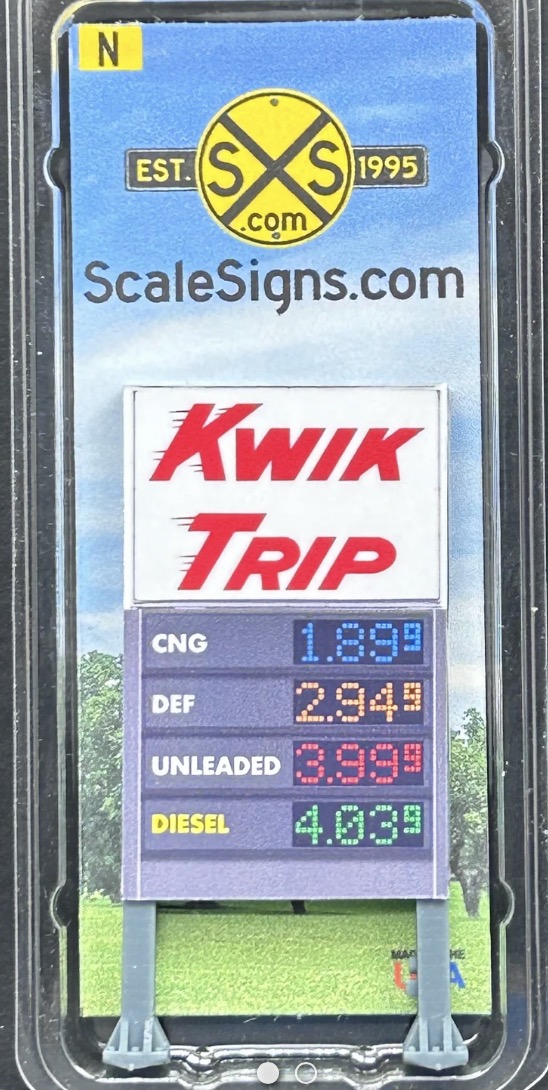 N
EST. SXS 1995
.com
ScaleSigns.com
KWIK
TRIP
CNG 1.899
DEF 2.949
UNLEADED 3.999
DIESEL 4.039